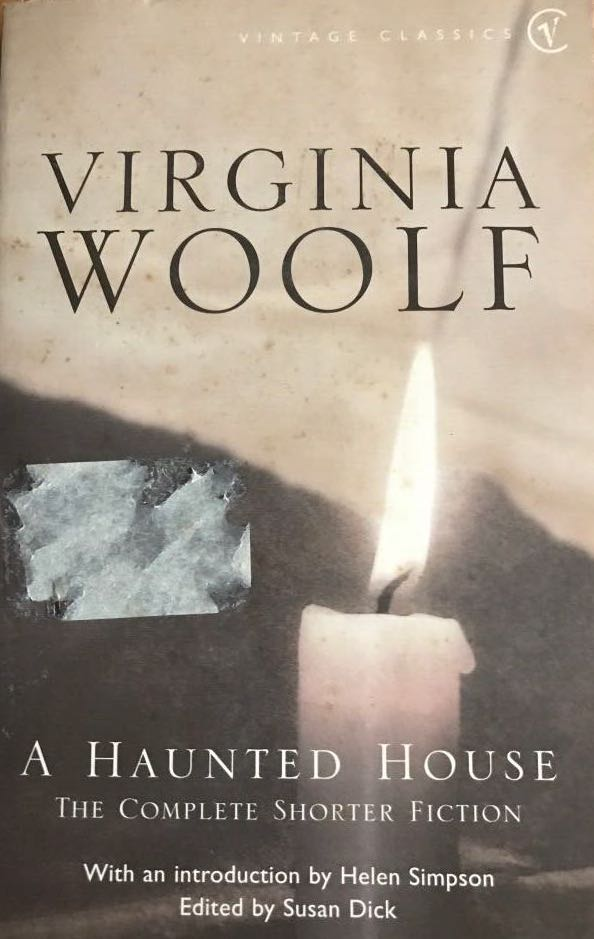 VINTAGE CLASSICS V
VIRGINIA
WOOLF
A HAUNTED HOUSE
THE COMPLETE SHORTER FICTION
With an introduction by Helen Simpson
Edited by Susan Dick